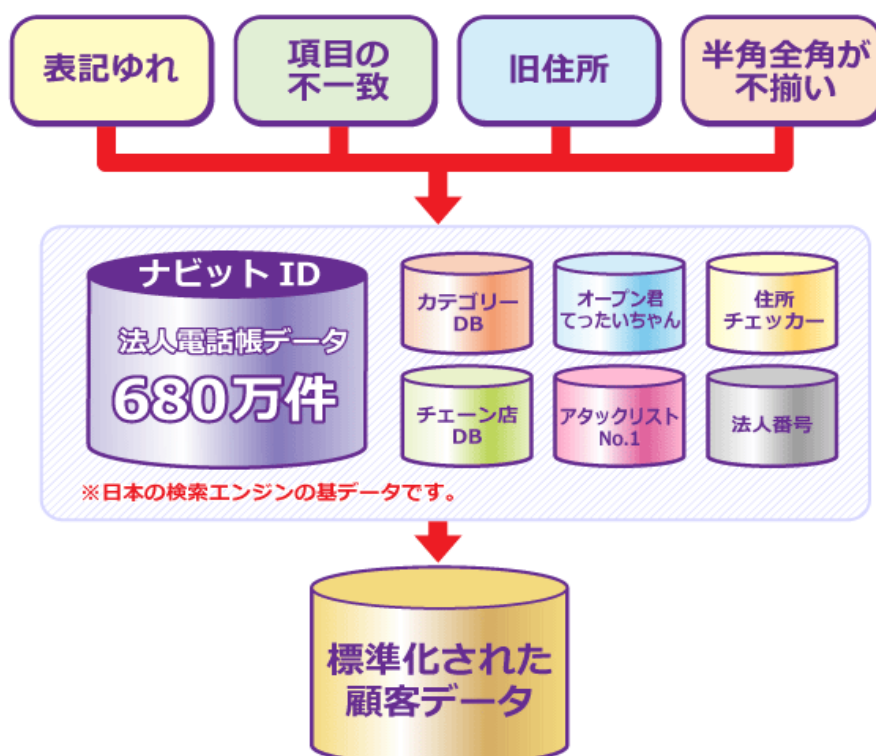 表記ゆれ
項目の
不一致
旧住所
半角全角が
不揃い
ナビット ID
法人電話帳データ
680万件
カテゴリー
DB
オープン君
てったいちゃん
住所
チェッカー
チェーン店
DB
アタックリスト
No.1
法人番号
※日本の検索エンジンの基データです。
標準化された
顧客データ